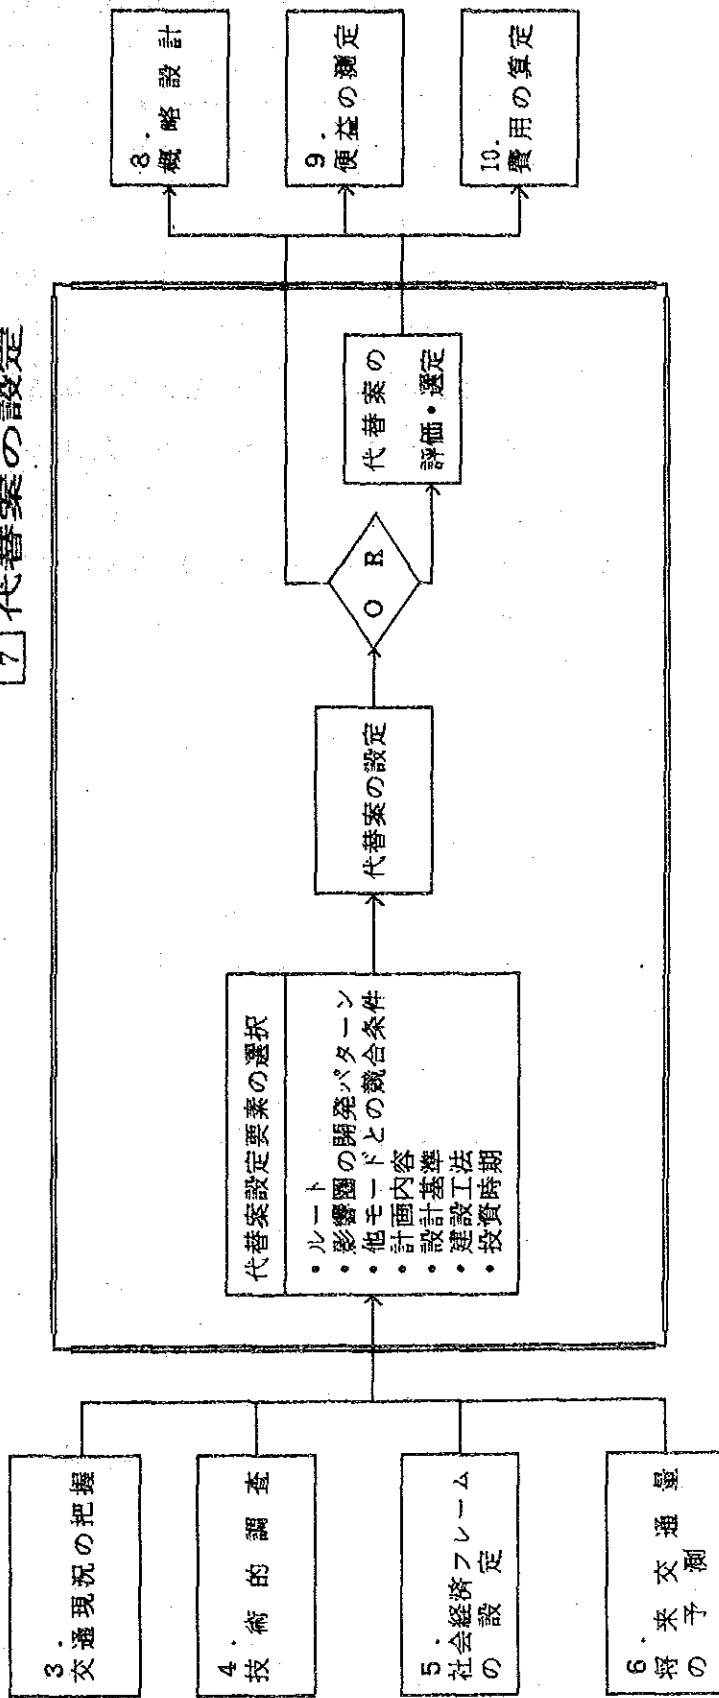 7 代替案の設定
3.
交通現況の把握
4.
技術的調査
5.
社会経済フレーム
の設定
6.
将来交通量
の予測
代替案設定要素の選択
・ルート
・影響圏の開発パターン
・他モードとの競合条件
・計画内容
・設計基準
・建設工法
・投資時期
代替案の設定
OR
代替案の
評価・選定
8.
概略設計
9.
便益の測定
10.
費用の算定